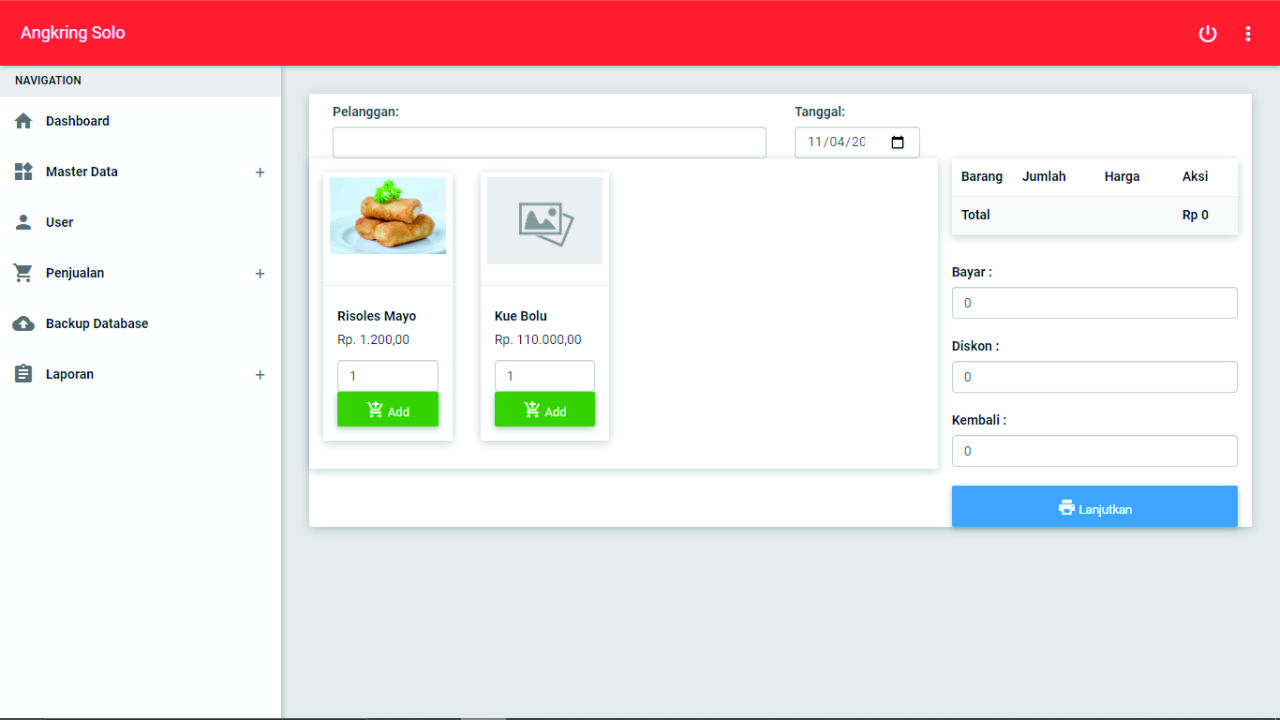 Angkring Solo
NAVIGATION
Dashboard
Master Data +
User
Penjualan +
Backup Database
Laporan +
Pelanggan:
Tanggal:
11/04/20
Risoles Mayo
Rp. 1.200,00
1
Add
Kue Bolu
Rp. 110.000,00
1
Add
Barang Jumlah Harga Aksi
Total Rp 0
Bayar :
0
Diskon :
0
Kembali :
0
Lanjutkan